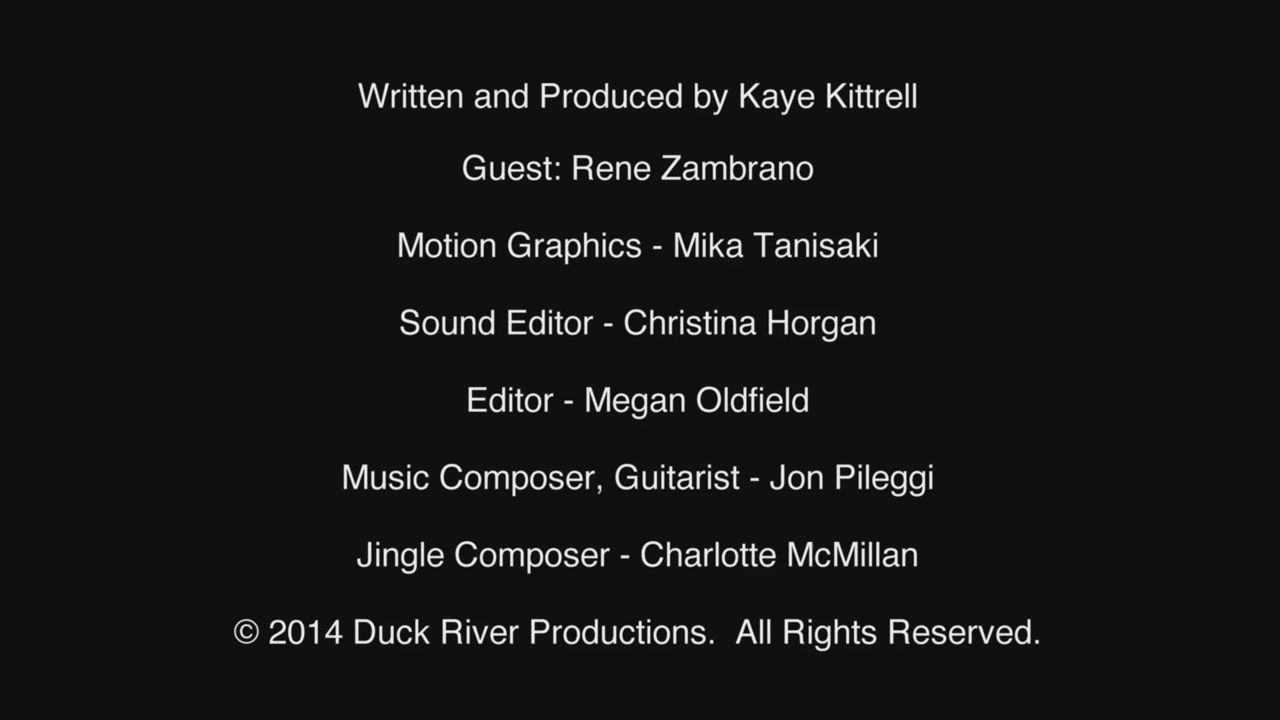 Written and Produced by Kaye Kittrell
Guest: Rene Zambrano
Motion Graphics - Mika Tanisaki
Sound Editor - Christina Horgan
Editor - Megan Oldfield
Music Composer, Guitarist - Jon Pileggi
Jingle Composer - Charlotte McMillan
© 2014 Duck River Productions.  All Rights Reserved.